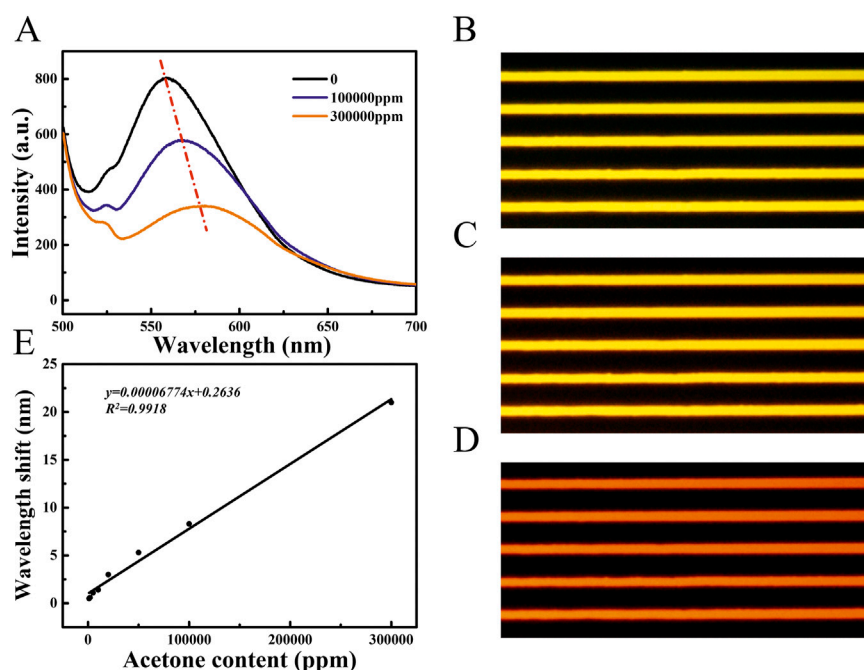 A
800
600
400
200
0
Intensity (a.u.)
0
100000ppm
300000ppm
500
550
600
650
700
Wavelength (nm)
B
C
D
E
25
20
15
10
5
0
Wavelength shift (nm)
y=0.00006774x+0.2636
R²=0.9918
0
100000
200000
300000
Acetone content (ppm)